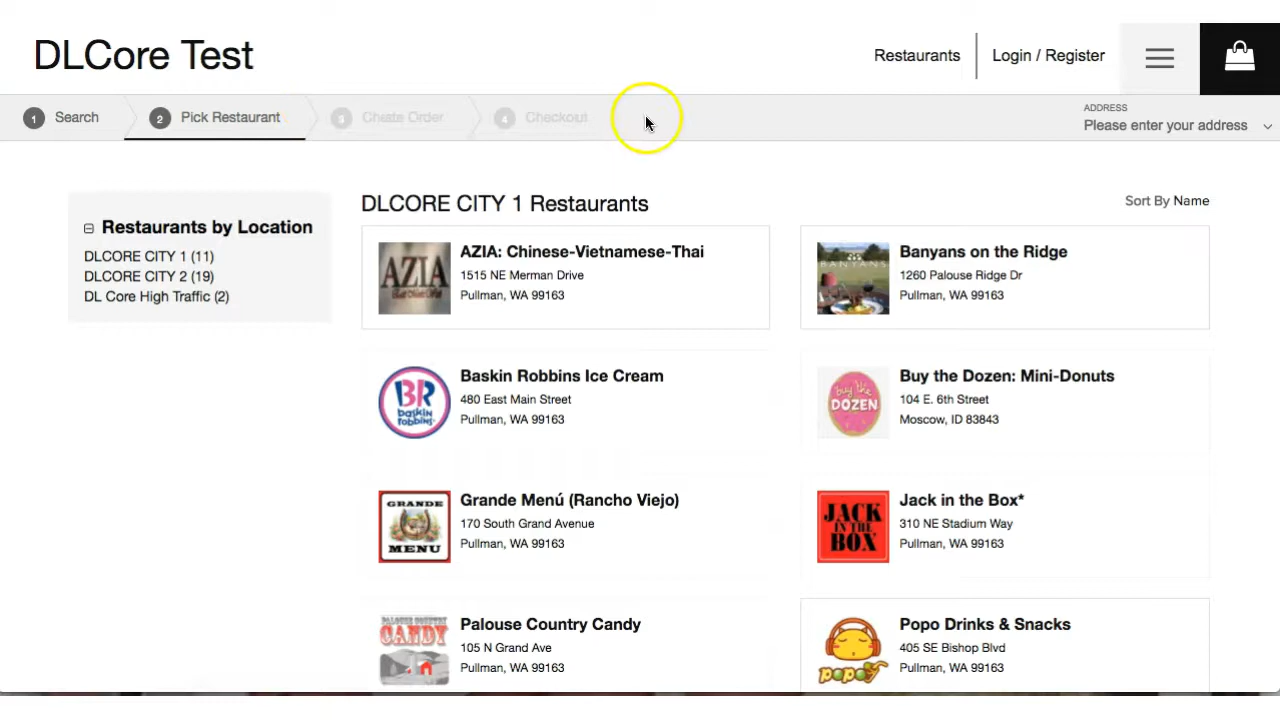 DLCore Test
Restaurants
Login / Register
1 Search
2 Pick Restaurant
3 Create Order
4 Checkout
ADDRESS
Please enter your address
Restaurants by Location
DLCORE CITY 1 (11)
DLCORE CITY 2 (19)
DL Core High Traffic (2)
DLCORE CITY 1 Restaurants
Sort By Name
AZIA
AZIA: Chinese-Vietnamese-Thai
1515 NE Merman Drive
Pullman, WA 99163
BANYANS
Banyans on the Ridge
1260 Palouse Ridge Dr
Pullman, WA 99163
BR
baskin
robbins
Baskin Robbins Ice Cream
480 East Main Street
Pullman, WA 99163
buy the
DOZEN
Buy the Dozen: Mini-Donuts
104 E. 6th Street
Moscow, ID 83843
GRANDE
MENU
Grande Menú (Rancho Viejo)
170 South Grand Avenue
Pullman, WA 99163
JACK
IN THE
BOX
Jack in the Box*
310 NE Stadium Way
Pullman, WA 99163
PALOUSE COUNTRY
CANDY
Palouse Country Candy
105 N Grand Ave
Pullman, WA 99163
popo
Popo Drinks & Snacks
405 SE Bishop Blvd
Pullman, WA 99163